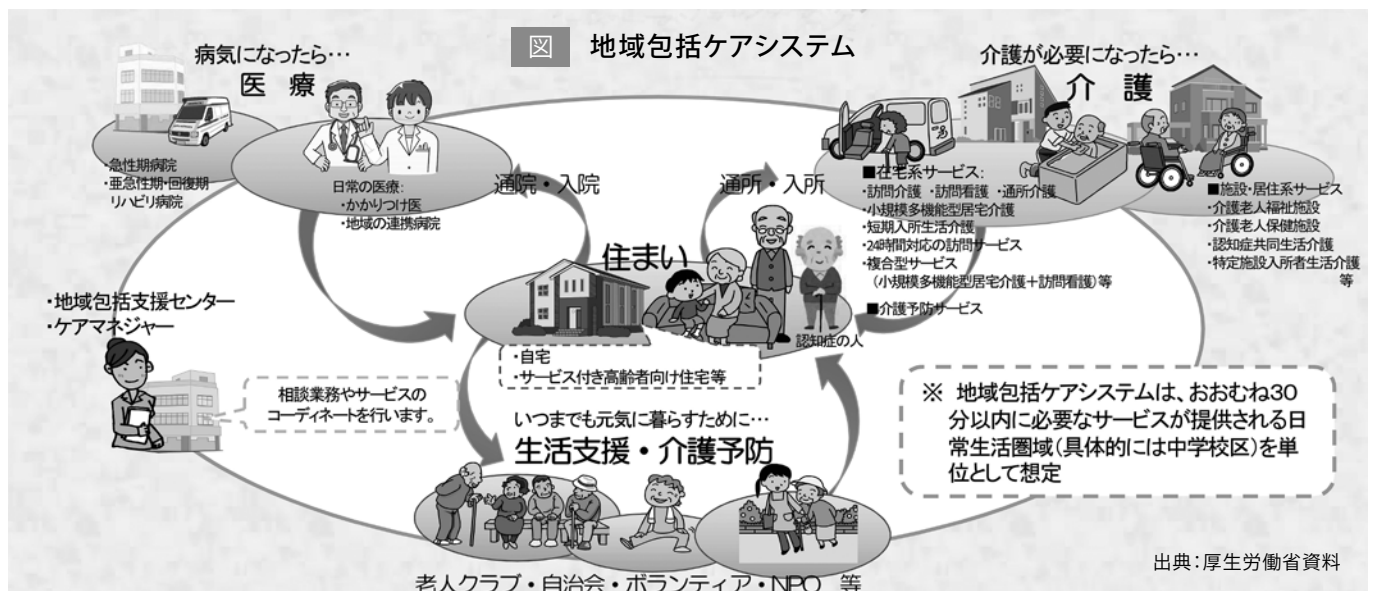 図 地域包括ケアシステム
病気になったら…
医 療
・急性期病院
・亜急性期・回復期
リハビリ病院
日常の医療:
・かかりつけ医
・地域の連携病院
通院・入院
通所・入所
介護が必要になったら…
介 護
■在宅系サービス:
・訪問介護 ・訪問看護 ・通所介護
・小規模多機能型居宅介護
・短期入所生活介護
・24時間対応の訪問サービス
・複合型サービス
(小規模多機能型居宅介護+訪問看護)等
■介護予防サービス
■施設・居住系サービス
・介護老人福祉施設
・介護老人保健施設
・認知症共同生活介護
・特定施設入所者生活介護
等
住まい
認知症の人
・自宅
・サービス付き高齢者向け住宅等
・地域包括支援センター
・ケアマネジャー
相談業務やサービスの
コーディネートを行います。
いつまでも元気に暮らすために…
生活支援・介護予防
老人クラブ・自治会・ボランティア・NPO 等
※ 地域包括ケアシステムは、おおむね30
分以内に必要なサービスが提供される日
常生活圏域(具体的には中学校区)を単
位として想定
出典:厚生労働省資料